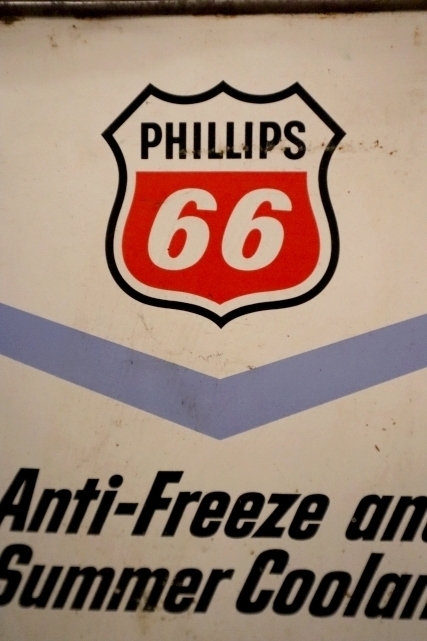 PHILLIPS
66
Anti-Freeze an
Summer Coolan